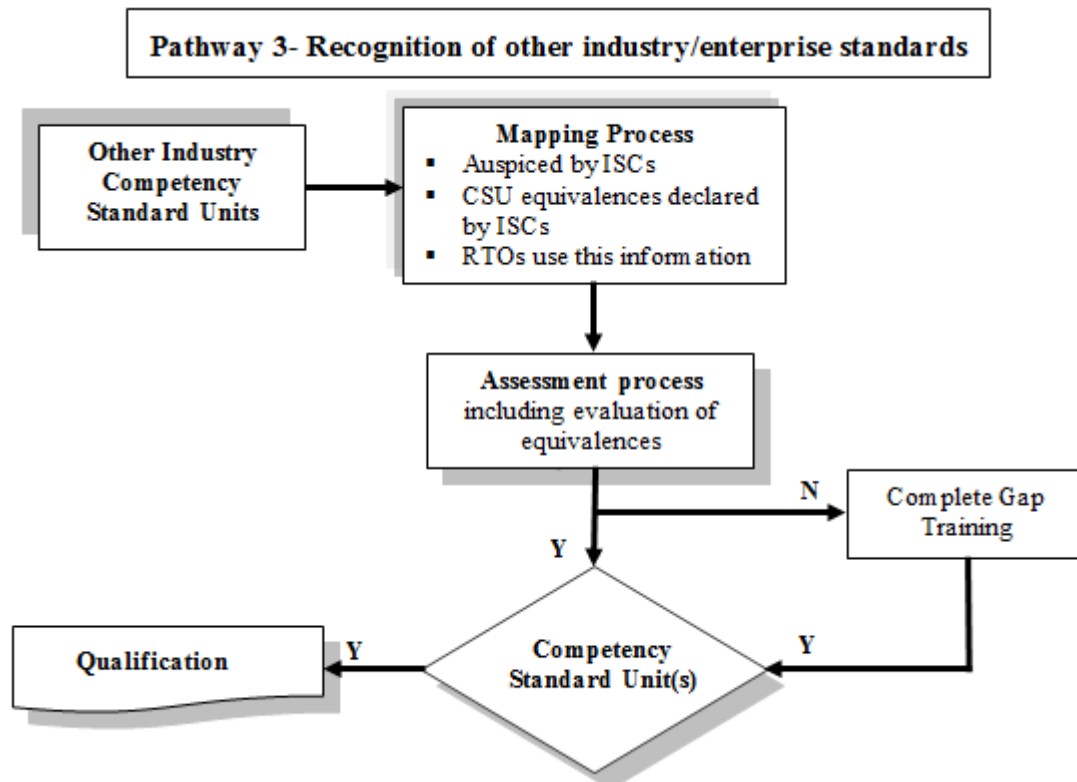 Pathway 3- Recognition of other industry/enterprise standards
Other Industry
Competency
Standard Units
Mapping Process
▪ Auspiced by ISCs
▪ CSU equivalences declared
by ISCs
▪ RTOs use this information
Assessment process
including evaluation of
equivalences
N
Complete Gap
Training
Y
Competency
Standard Unit(s)
Y
Y
Qualification